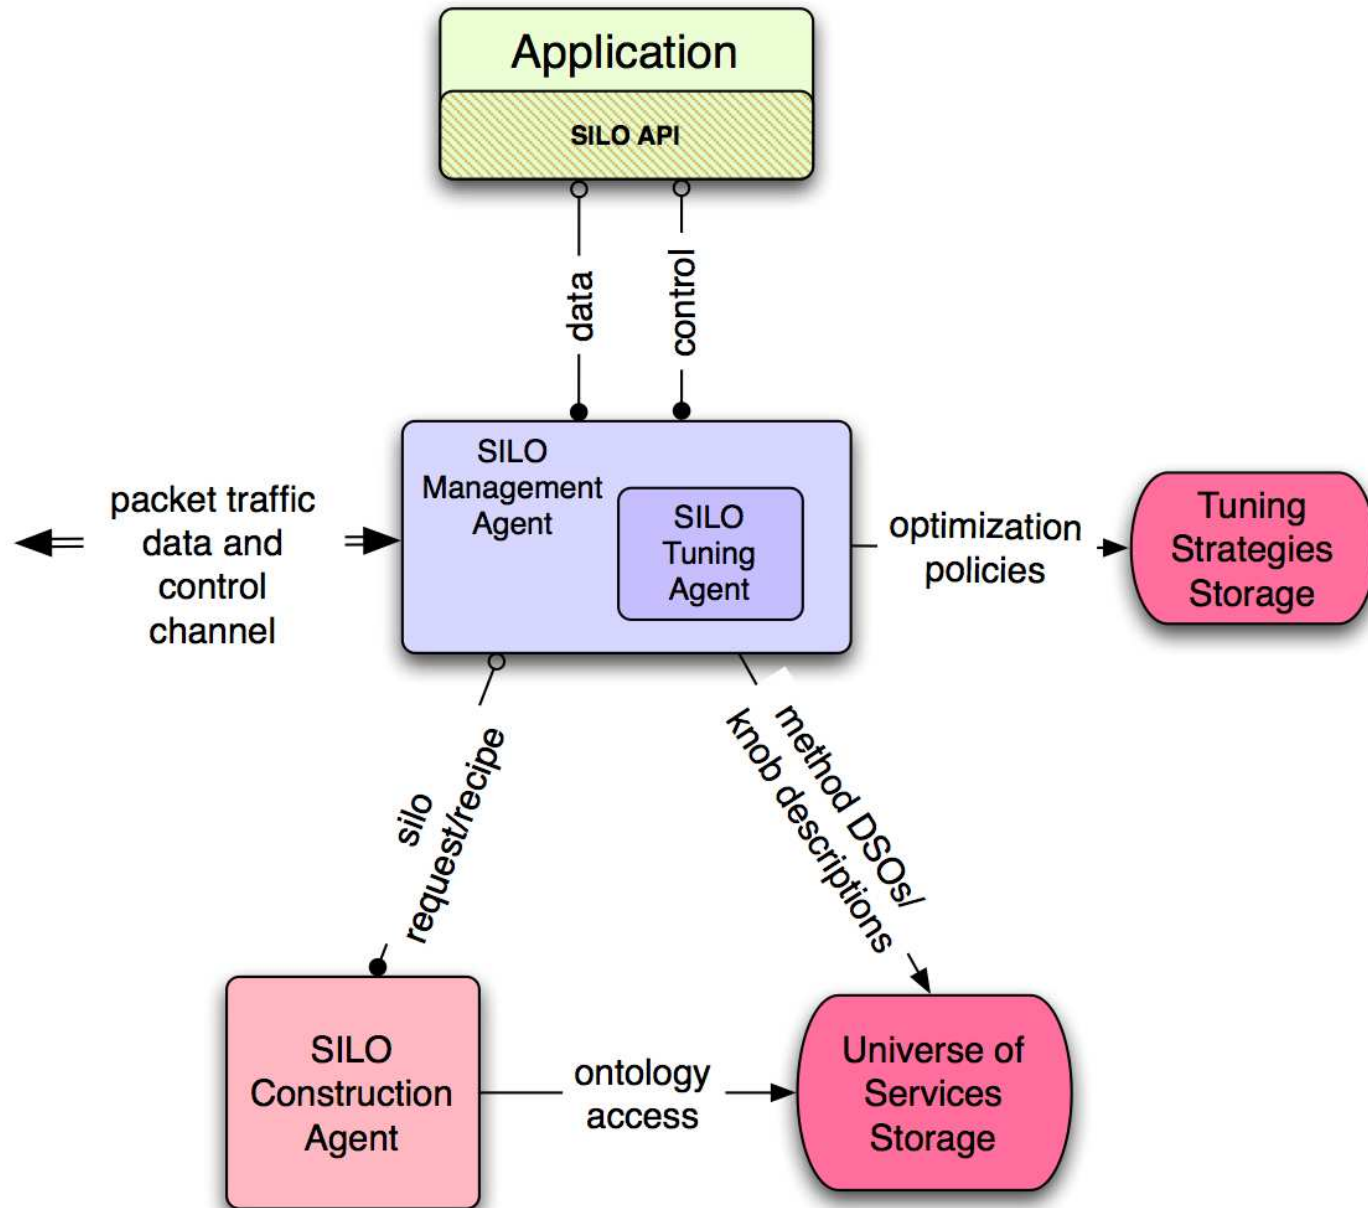 Application
SILO API
data
control
SILO
Management
Agent
SILO
Tuning
Agent
packet traffic
data and
control
channel
optimization
policies
Tuning
Strategies
Storage
silo
request/recipe
method DSOs/
knob descriptions
SILO
Construction
Agent
ontology
access
Universe of
Services
Storage